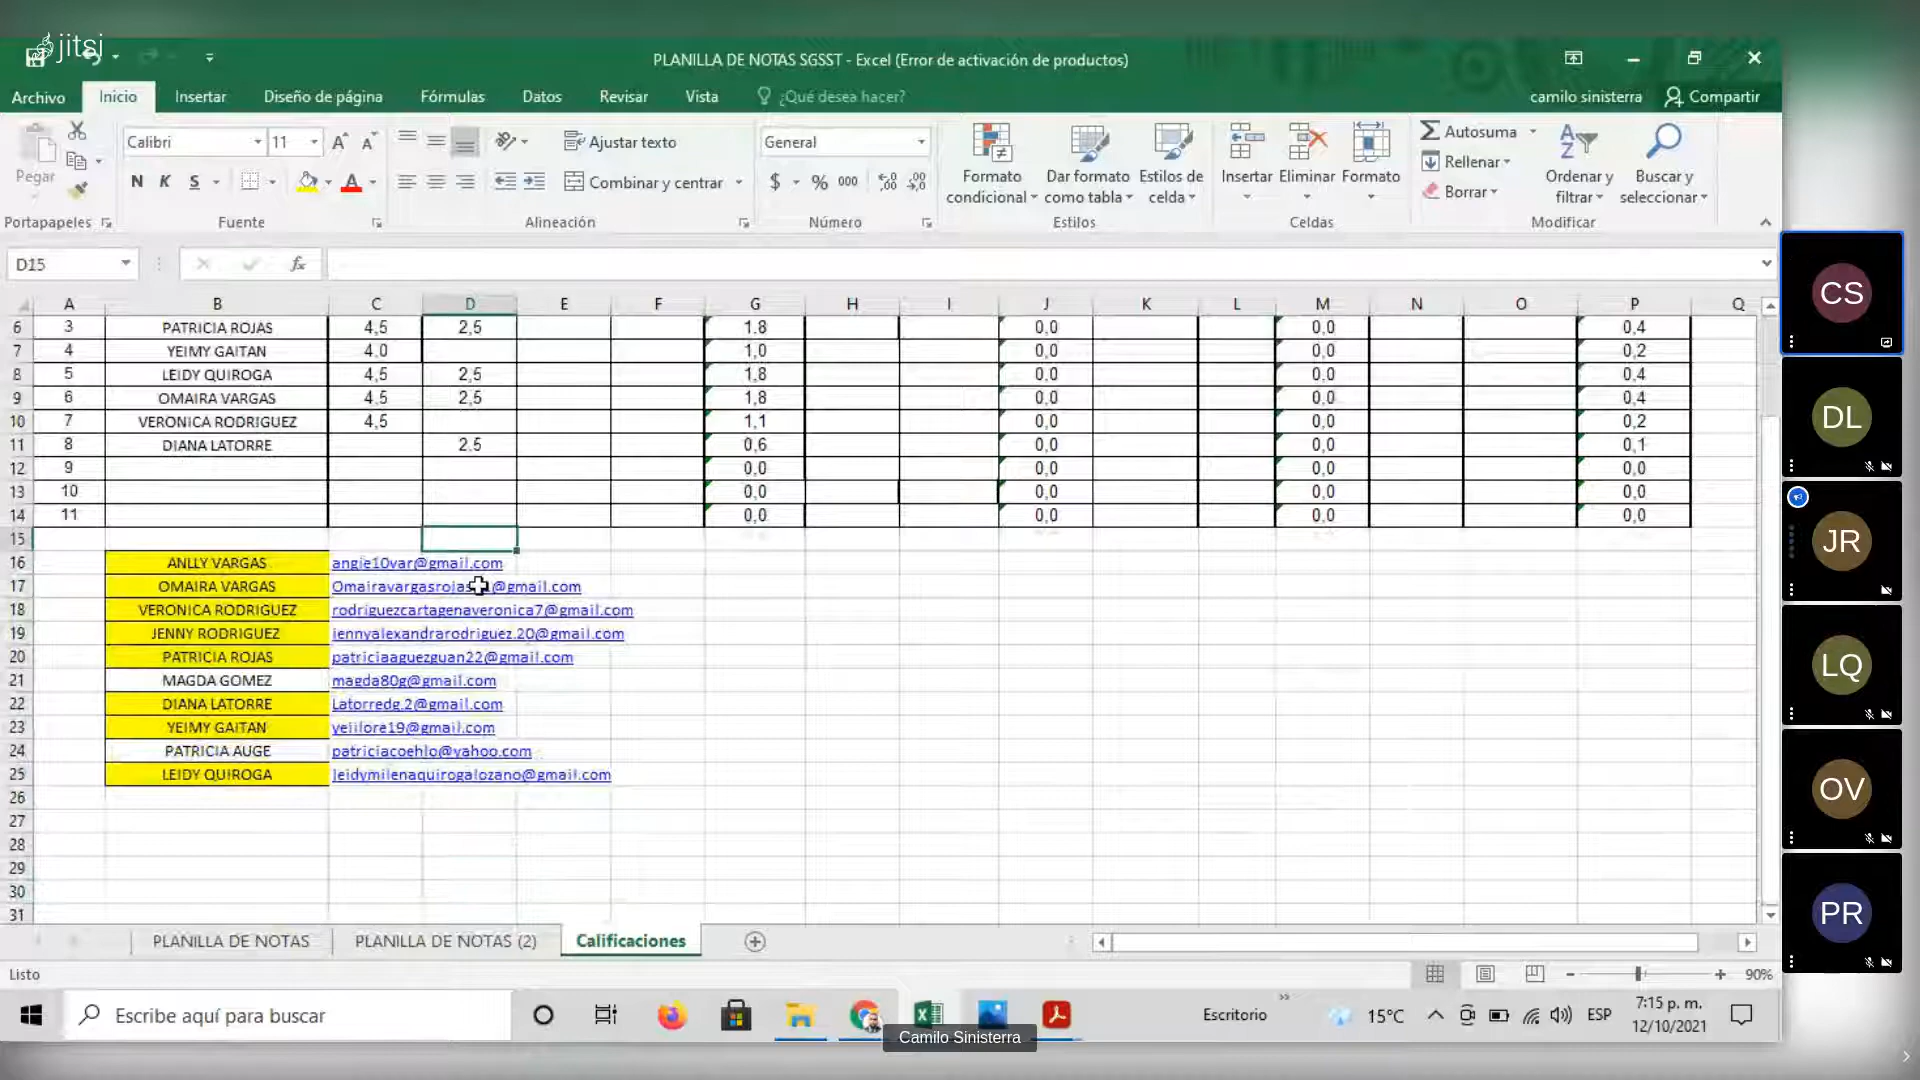 jitsi
PLANILLA DE NOTAS SGSST - Excel (Error de activación de productos)
Archivo Inicio Insertar Diseño de página Fórmulas Datos Revisar Vista ¿Qué desea hacer? camilo sinisterra Compartir
Pegar Calibri 11 Ajustar texto General Autosuma
N K S A Combinar y centrar $ % 000 Rellenar
Formato condicional Dar formato como tabla Estilos de celda Insertar Eliminar Formato Borrar Ordenar y filtrar Buscar y seleccionar
Portapapeles Fuente Alineación Número Estilos Celdas Modificar
D15 fx
A B C D E F G H I J K L M N O P Q
6 3 PATRICIA ROJAS 4,5 2,5 1,8 0,0 0,0 0,4
7 4 YEIMY GAITAN 4,0 1,0 0,0 0,0 0,2
8 5 LEIDY QUIROGA 4,5 2,5 1,8 0,0 0,0 0,4
9 6 OMAIRA VARGAS 4,5 2,5 1,8 0,0 0,0 0,4
10 7 VERONICA RODRIGUEZ 4,5 1,1 0,0 0,0 0,2
11 8 DIANA LATORRE 2,5 0,6 0,0 0,0 0,1
12 9 0,0 0,0 0,0 0,0
13 10 0,0 0,0 0,0 0,0
14 11 0,0 0,0 0,0 0,0
15
16 ANLLY VARGAS angie10var@gmail.com
17 OMAIRA VARGAS
18 VERONICA RODRIGUEZ rodriguezcartagenaveronica7@gmail.com
19 JENNY RODRIGUEZ jennyalexandrarodriguez.20@gmail.com
20 PATRICIA ROJAS patriciaaguezguan22@gmail.com
21 MAGDA GOMEZ magda80g@gmail.com
22 DIANA LATORRE Latorredg.2@gmail.com
23 YEIMY GAITAN
24 PATRICIA AUGE patriciacoehlo@yahoo.com
25 LEIDY QUIROGA leidymilenaquirogalozano@gmail.com
26
27
28
29
30
31
PLANILLA DE NOTAS PLANILLA DE NOTAS (2) Calificaciones
Listo 90%
Escribe aquí para buscar Escritorio 15°C ESP 7:15 p. m.
12/10/2021
Camilo Sinisterra
CS
DL
JR
LQ
OV
PR